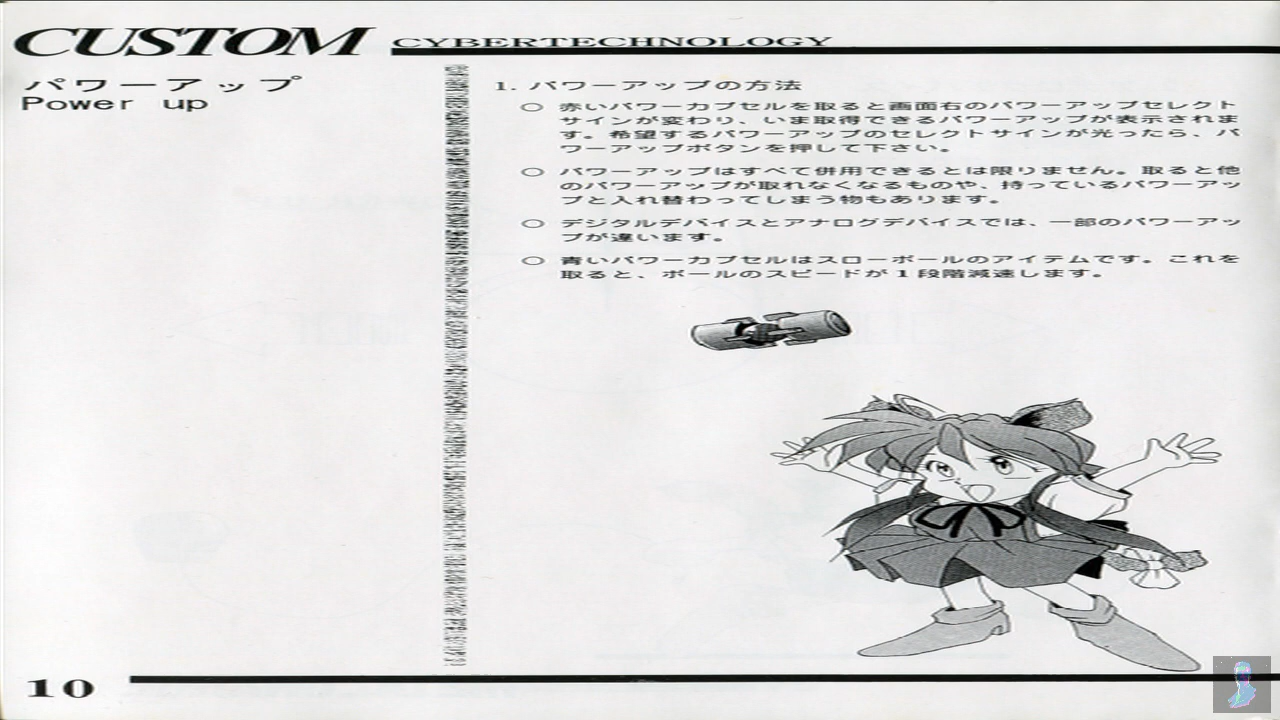 CUSTOM CYBERTECHNOLOGY
パワーアップ
Power up
1. パワーアップの方法
○ 赤いパワーカプセルを取ると画面右のパワーアップセレクト
サインが変わり、いま取得できるパワーアップが表示されま
す。希望するパワーアップのセレクトサインが光ったら、パ
ワーアップボタンを押して下さい。
○ パワーアップはすべて併用できるとは限りません。取ると他
のパワーアップが取れなくなるものや、持っているパワーアッ
プと入れ替わってしまう物もあります。
○ デジタルデバイスとアナログデバイスでは、一部のパワーアッ
プが違います。
○ 青いパワーカプセルはスローボールのアイテムです。これを
取ると、ボールのスピードが1段階減速します。
10